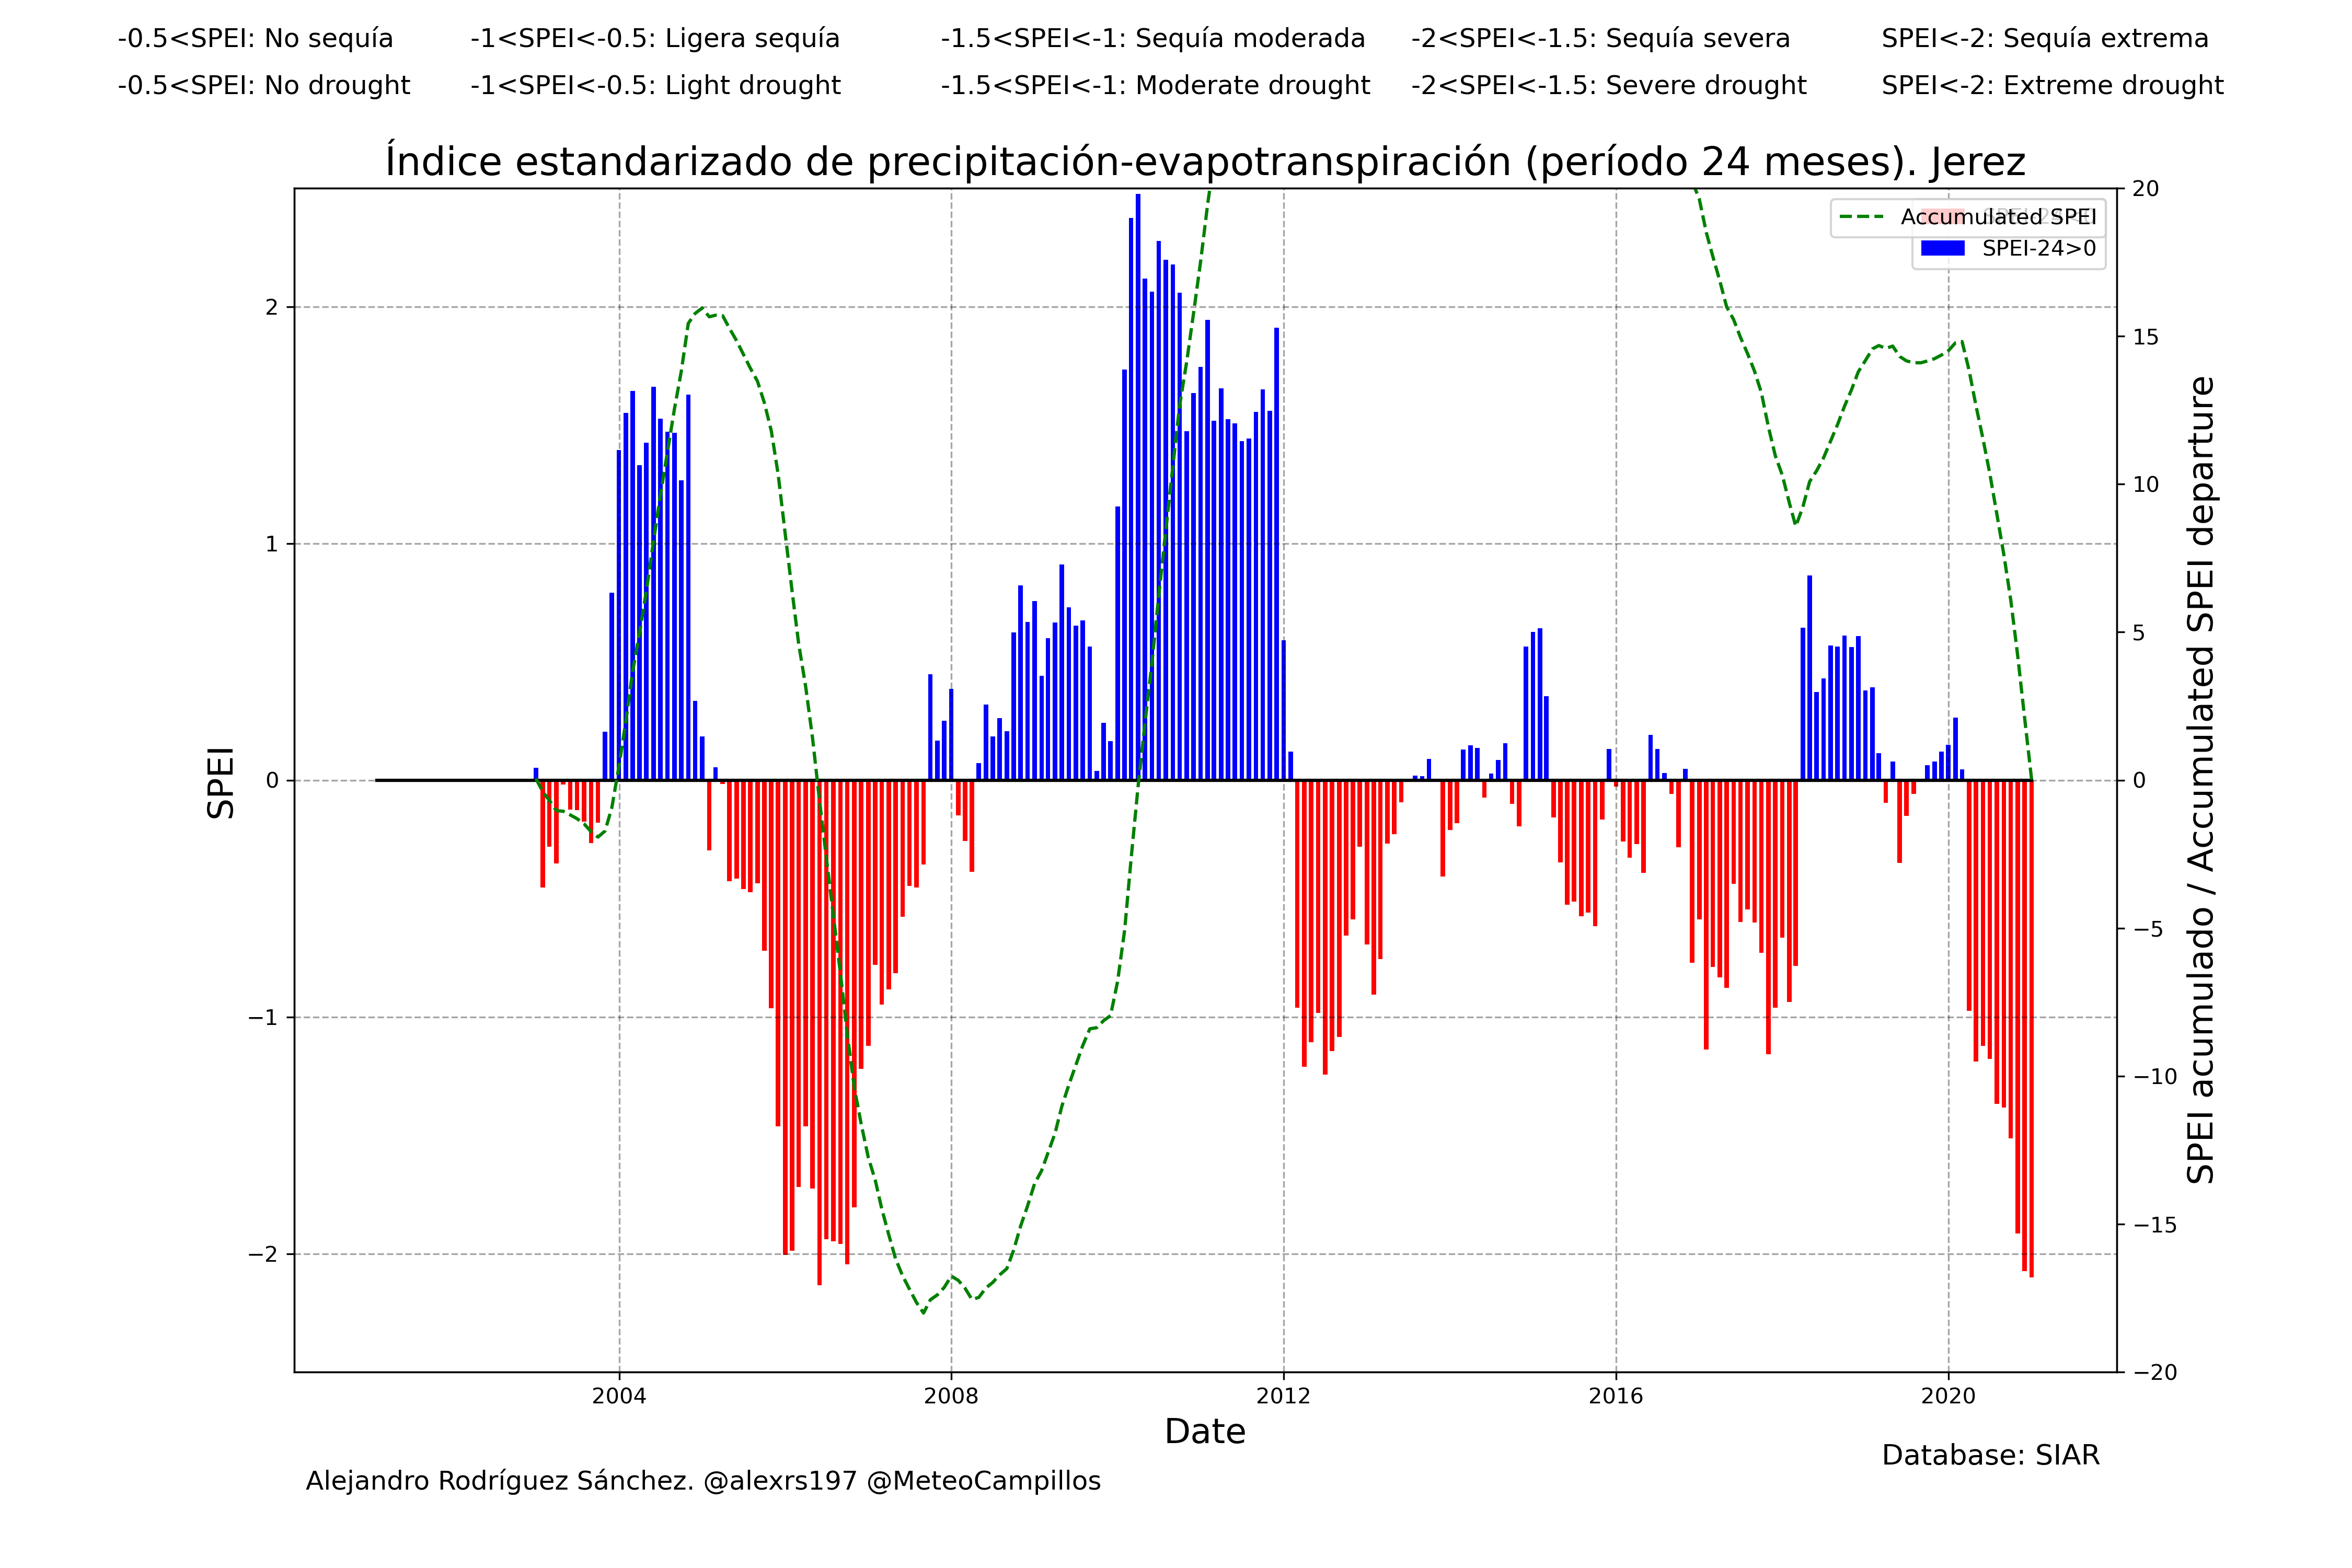 -0.5<SPEI: No sequía -1<SPEI<-0.5: Ligera sequía -1.5<SPEI<-1: Sequía moderada -2<SPEI<-1.5: Sequía severa SPEI<-2: Sequía extrema
-0.5<SPEI: No drought -1<SPEI<-0.5: Light drought -1.5<SPEI<-1: Moderate drought -2<SPEI<-1.5: Severe drought SPEI<-2: Extreme drought
Índice estandarizado de precipitación-evapotranspiración (período 24 meses). Jerez
Accumulated SPEI
SPEI-24>0
SPEI
2
1
0
−1
−2
20
15
10
5
0
−5
−10
−15
−20
SPEI acumulado / Accumulated SPEI departure
2004 2008 2012 2016 2020
Date
Database: SIAR
Alejandro Rodríguez Sánchez. @alexrs197 @MeteoCampillos